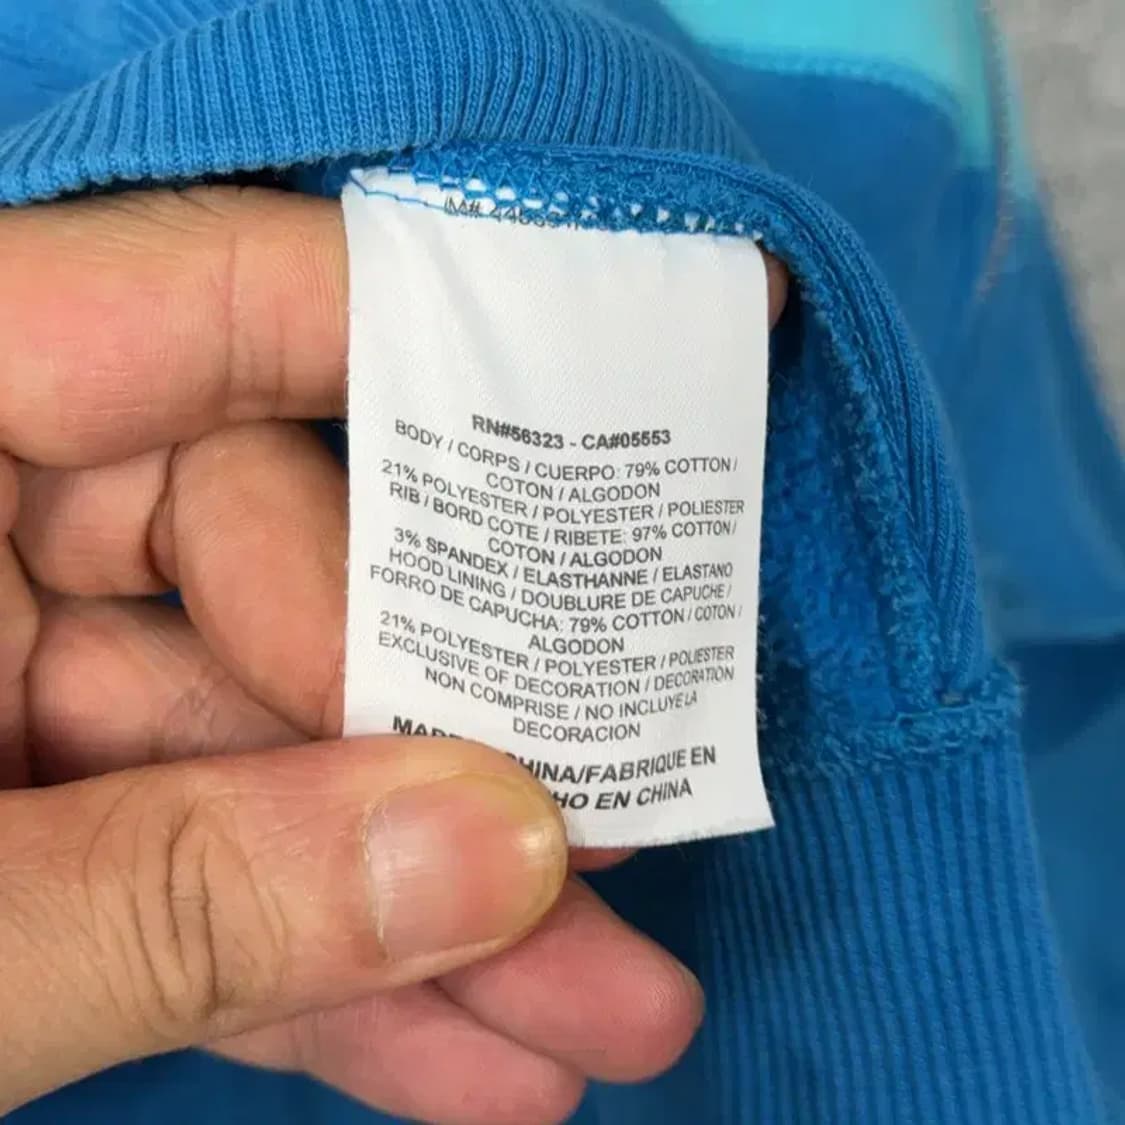 RN#56323 - CA#05553
BODY / CORPS / CUERPO: 79% COTTON /
COTON / ALGODON
21% POLYESTER / POLYESTER / POLIESTER
RIB / BORD COTE / RIBETE: 97% COTTON /
COTON / ALGODON
3% SPANDEX / ELASTHANNE / ELASTANO
HOOD LINING / DOUBLURE DE CAPUCHE /
FORRO DE CAPUCHA: 79% COTTON / COTON /
ALGODON
21% POLYESTER / POLYESTER / POLIESTER
EXCLUSIVE OF DECORATION / DECORATION
NON COMPRISE / NO INCLUYE LA
DECORACION
/FABRIQUE EN
EN CHINA